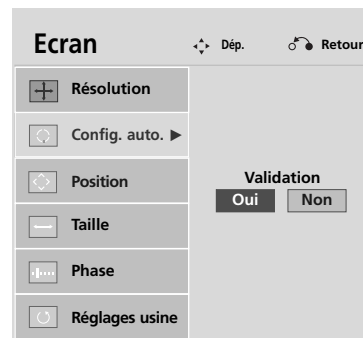 Ecran Dép. Retour
Résolution
Config. auto. ►
Position
Validation
Oui Non
Taille
Phase
Réglages usine